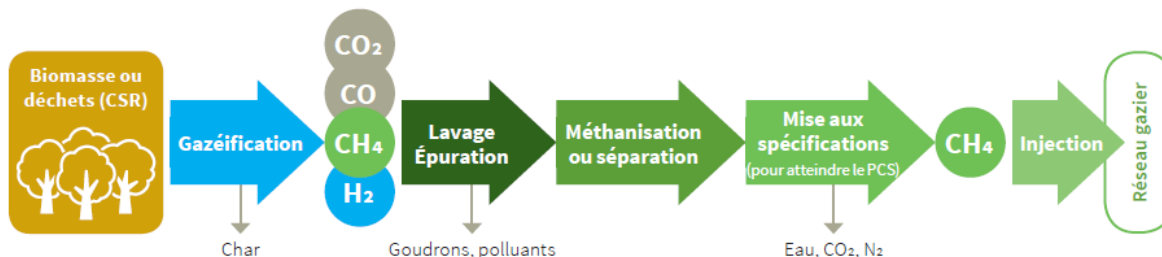 Biomasse ou
déchets (CSR)
Gazéification
Char
CO₂
CO
CH₄
H₂
Lavage
Épuration
Goudrons, polluants
Méthanisation
ou séparation
Mise aux
spécifications
(pour atteindre le PCS)
Eau, CO₂, N₂
CH₄
Injection
Réseau gazier